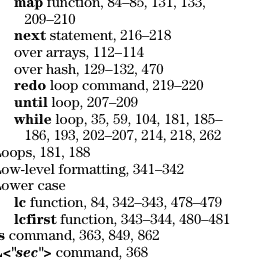 map function, 84–85, 131, 133,
209–210
next statement, 216–218
over arrays, 112–114
over hash, 129–132, 470
redo loop command, 219–220
until loop, 207–209
while loop, 35, 59, 104, 181, 185–
186, 193, 202–207, 214, 218, 262
Loops, 181, 188
Low-level formatting, 341–342
Lower case
lc function, 84, 342–343, 478–479
lcfirst function, 343–344, 480–481
s command, 363, 849, 862
L<"sec"> command, 368